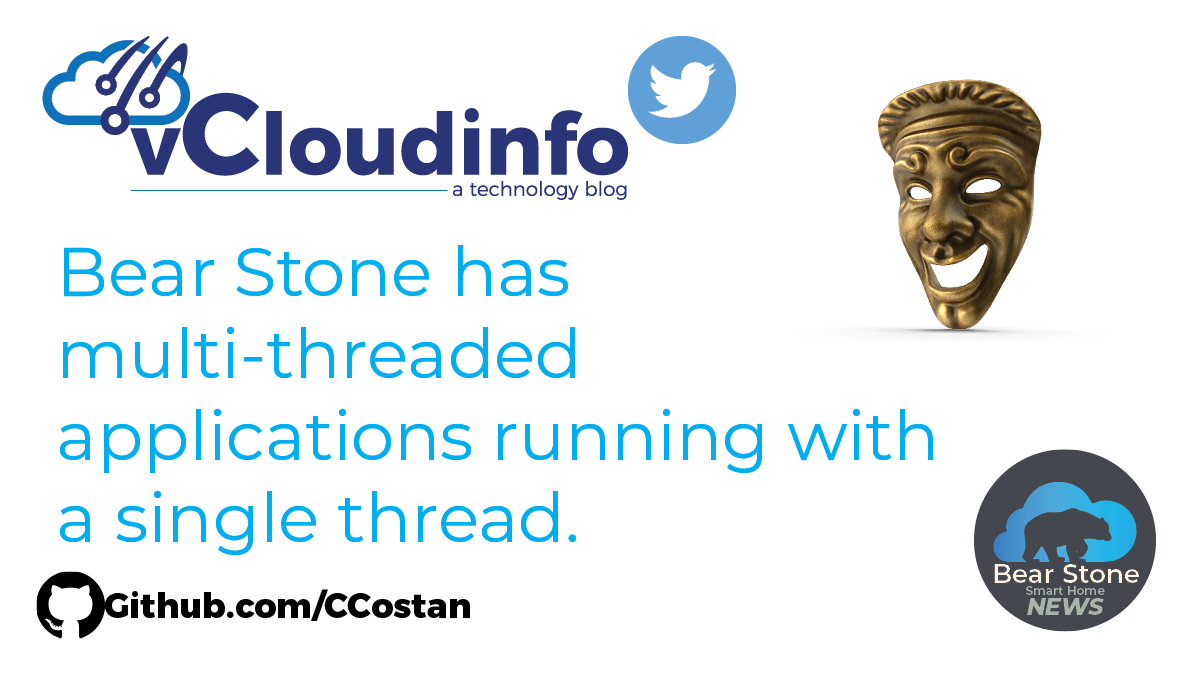 vCloudinfo
a technology blog
Bear Stone has
multi-threaded
applications running with
a single thread.
Github.com/CCostan
Bear Stone
Smart Home
NEWS